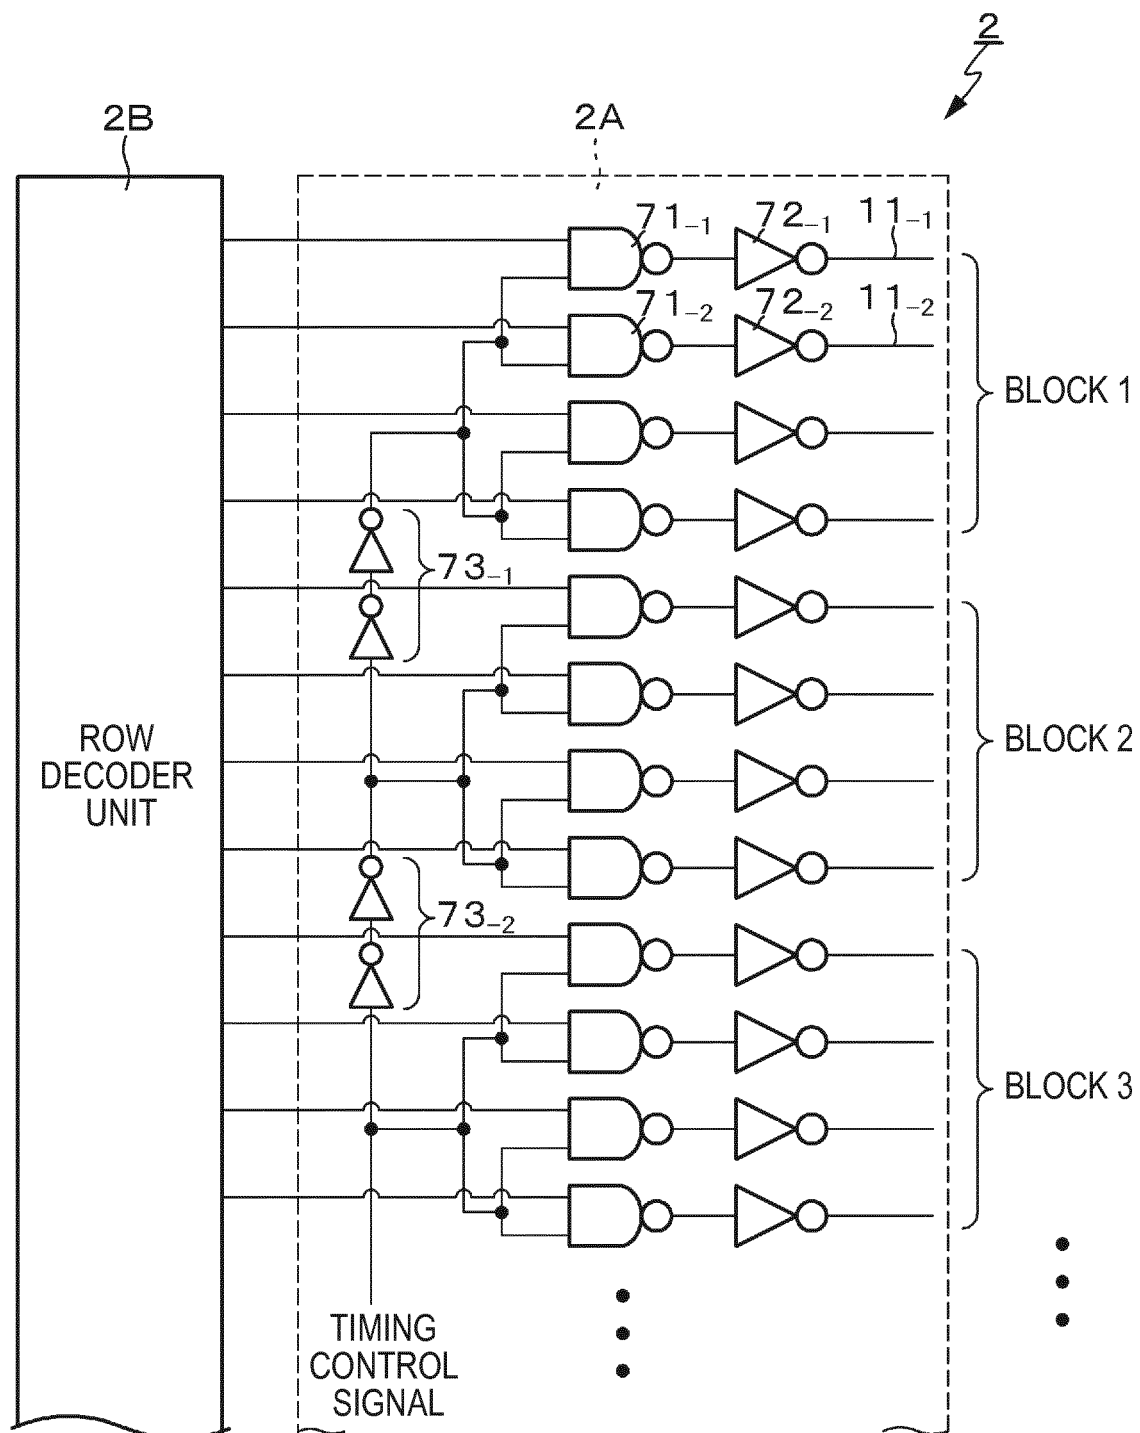 2
2B
2A
71-1
72-1
11-1
71-2
72-2
11-2
BLOCK 1
73-1
BLOCK 2
ROW
DECODER
UNIT
73-2
BLOCK 3
TIMING
CONTROL
SIGNAL